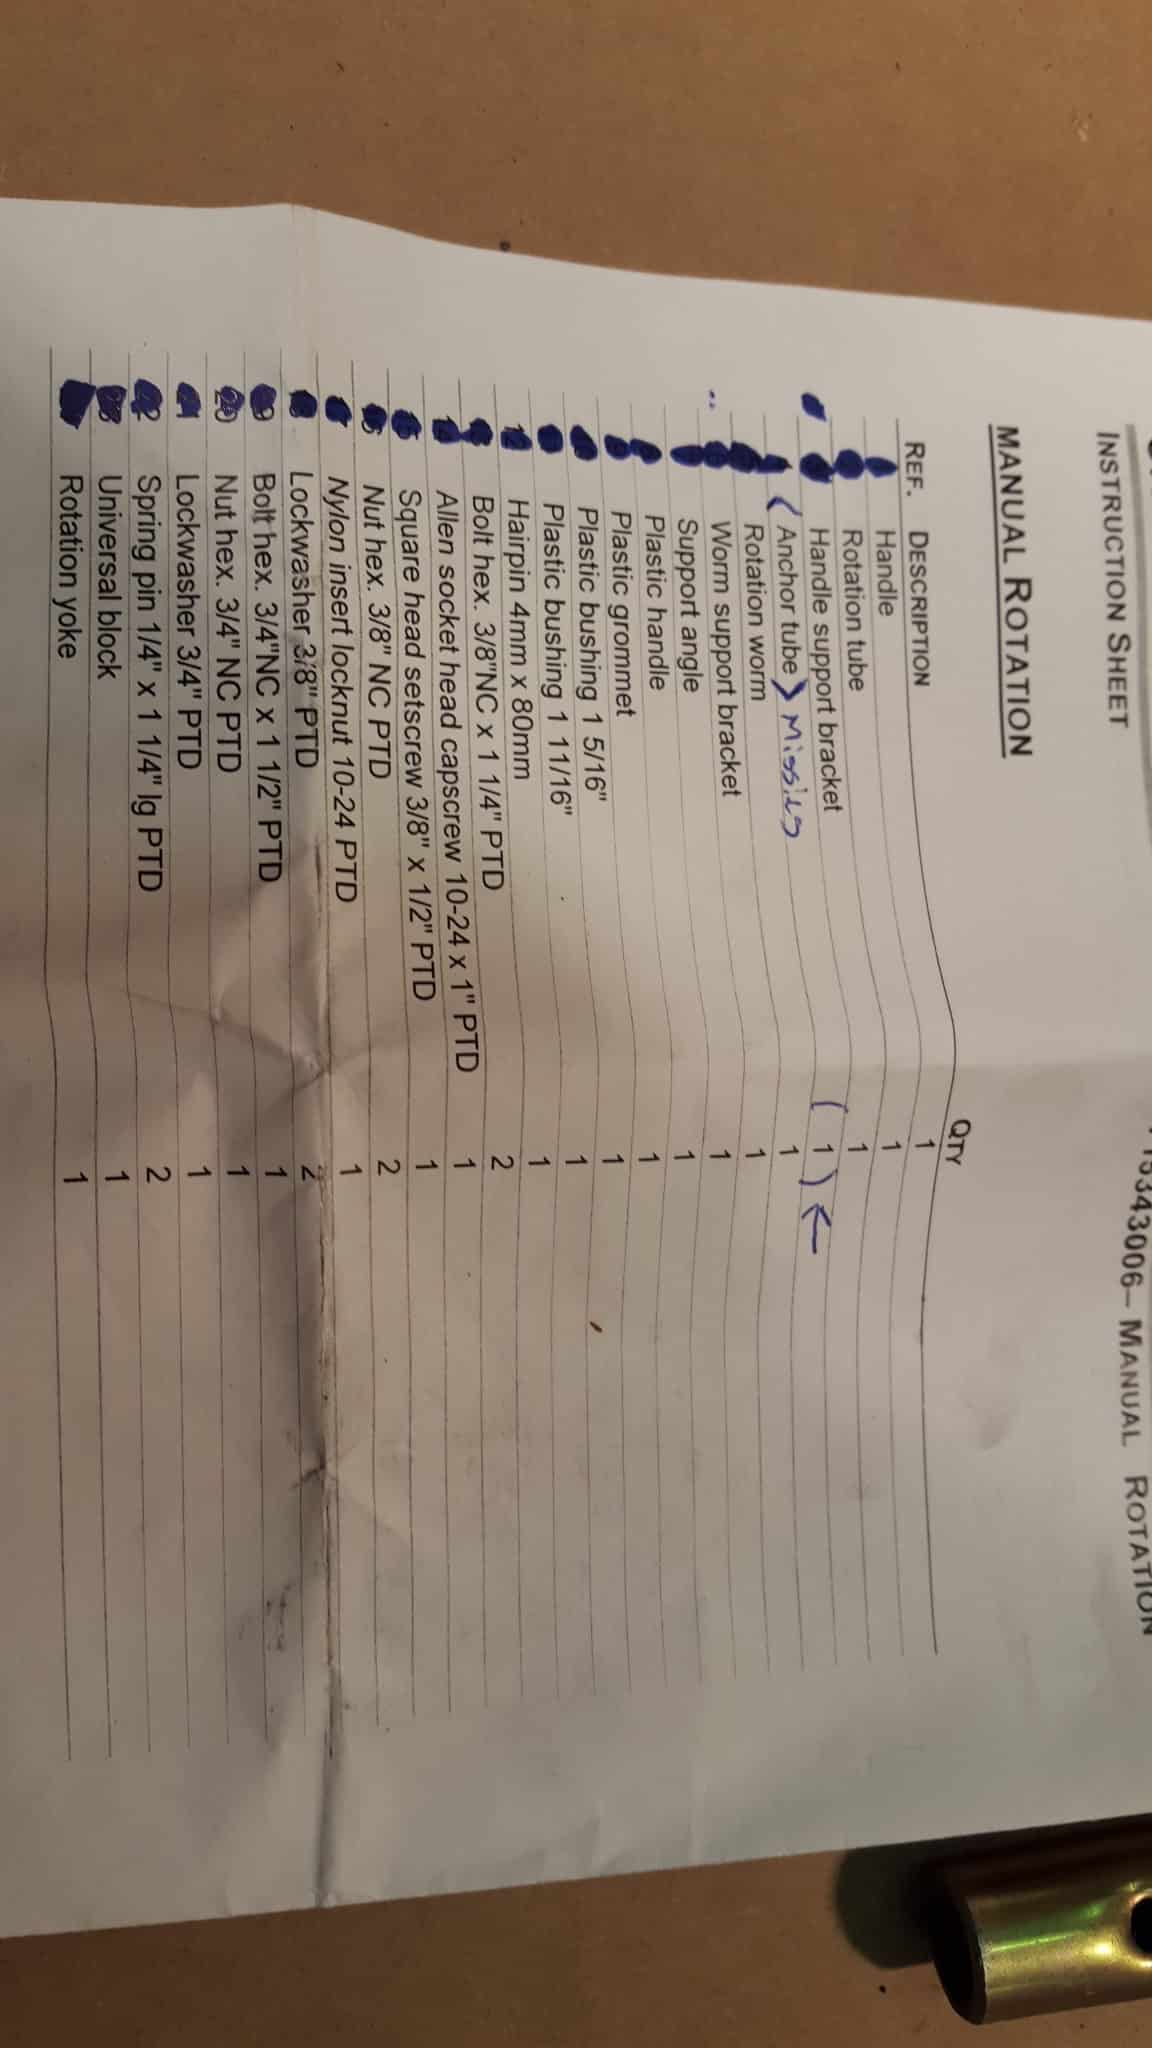 15343006– MANUAL ROTATION
INSTRUCTION SHEET
MANUAL ROTATION
REF. DESCRIPTION QTY
Handle 1
Rotation tube 1
Handle support bracket 1
(Anchor tube) Missing (1) ←
Rotation worm 1
Worm support bracket 1
Support angle 1
Plastic handle 1
Plastic grommet 1
Plastic bushing 1 5/16" 1
Plastic bushing 1 11/16" 1
12 Hairpin 4mm x 80mm 1
Bolt hex. 3/8"NC x 1 1/4" PTD 2
14 Allen socket head capscrew 10-24 x 1" PTD 1
15 Square head setscrew 3/8" x 1/2" PTD 1
Nut hex. 3/8" NC PTD 2
Nylon insert locknut 10-24 PTD 1
Lockwasher 3/8" PTD 2
Bolt hex. 3/4"NC x 1 1/2" PTD 1
20 Nut hex. 3/4" NC PTD 1
Lockwasher 3/4" PTD 1
22 Spring pin 1/4" x 1 1/4" lg PTD 2
Universal block 1
Rotation yoke 1